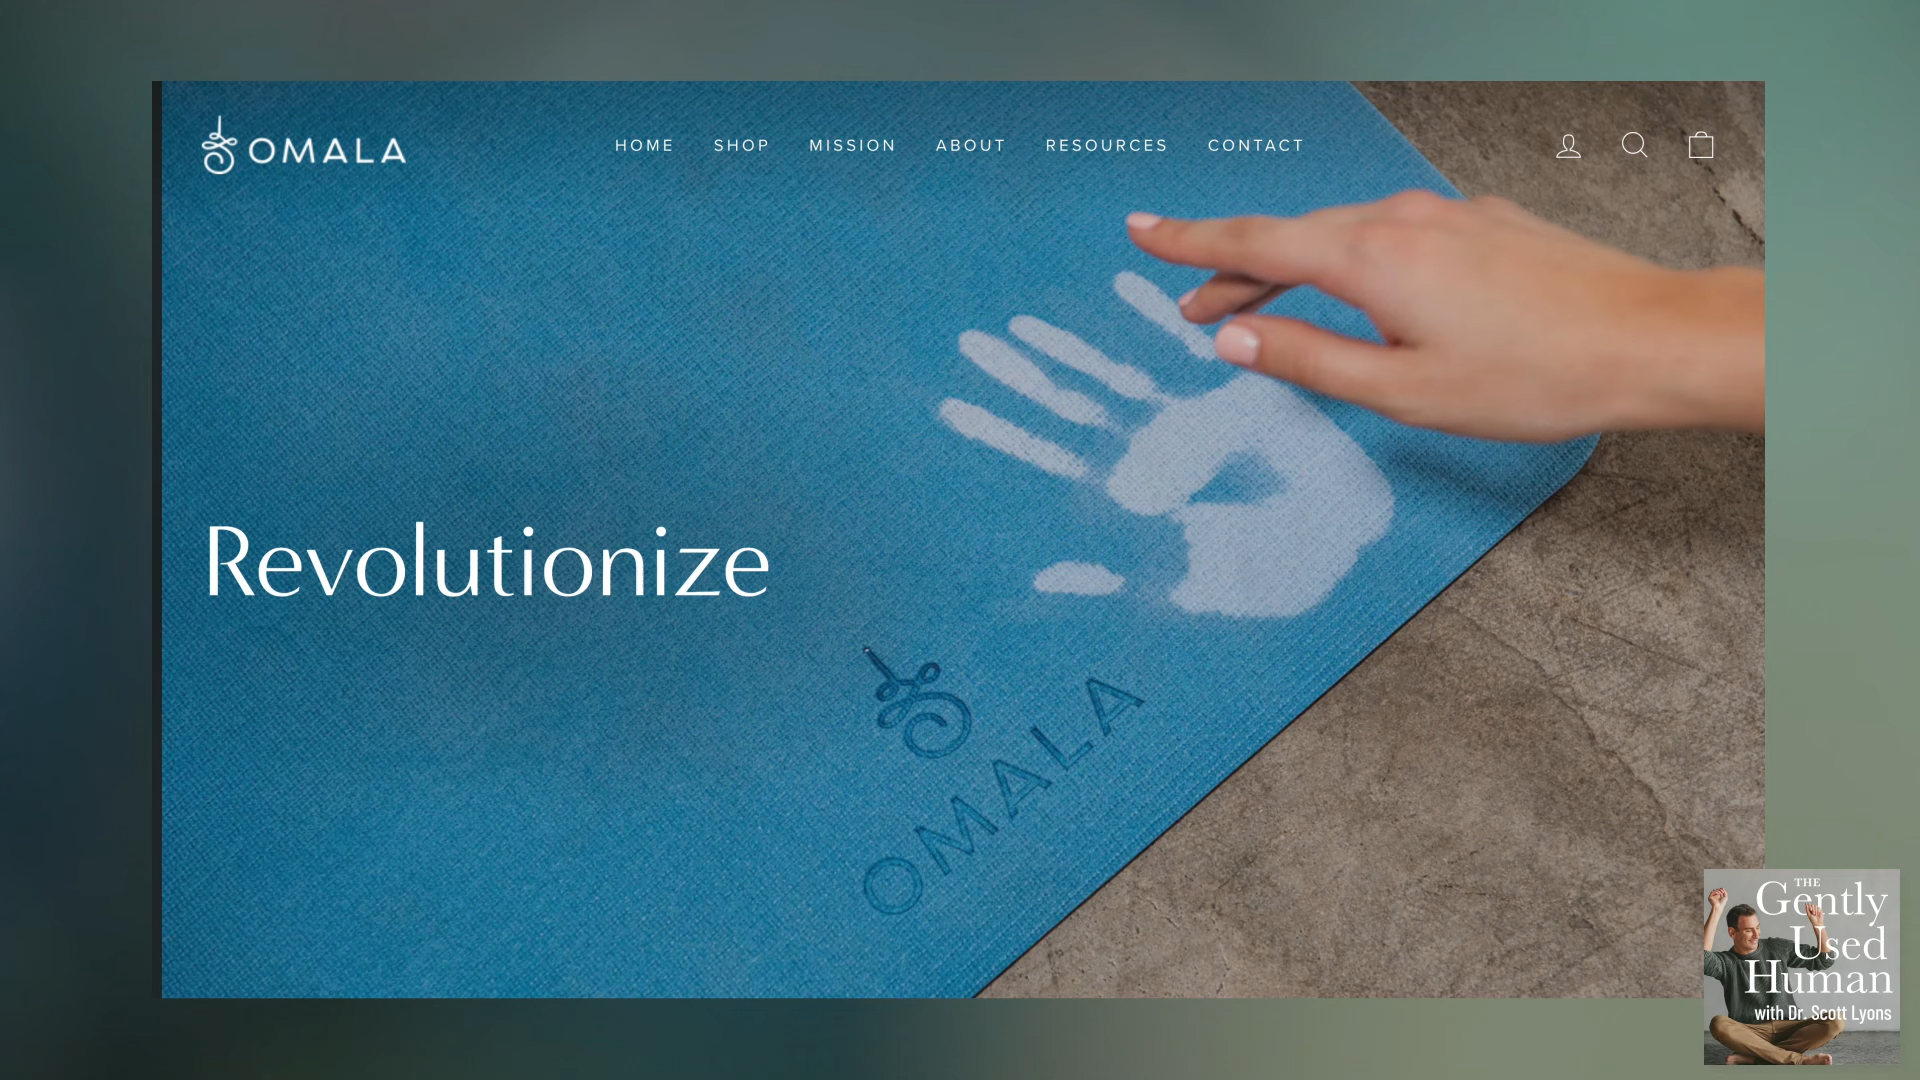 OMALA
HOME SHOP MISSION ABOUT RESOURCES CONTACT
Revolutionize
OMALA
THE
Gently
Used
Human
with Dr. Scott Lyons